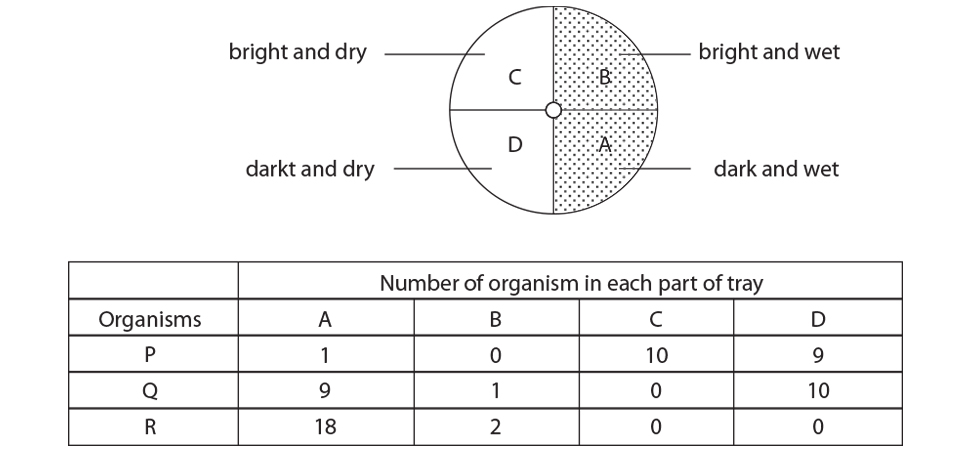 bright and dry
bright and wet
C
B
D
A
darkt and dry
dark and wet
Number of organism in each part of tray
Organisms A B C D
P 1 0 10 9
Q 9 1 0 10
R 18 2 0 0